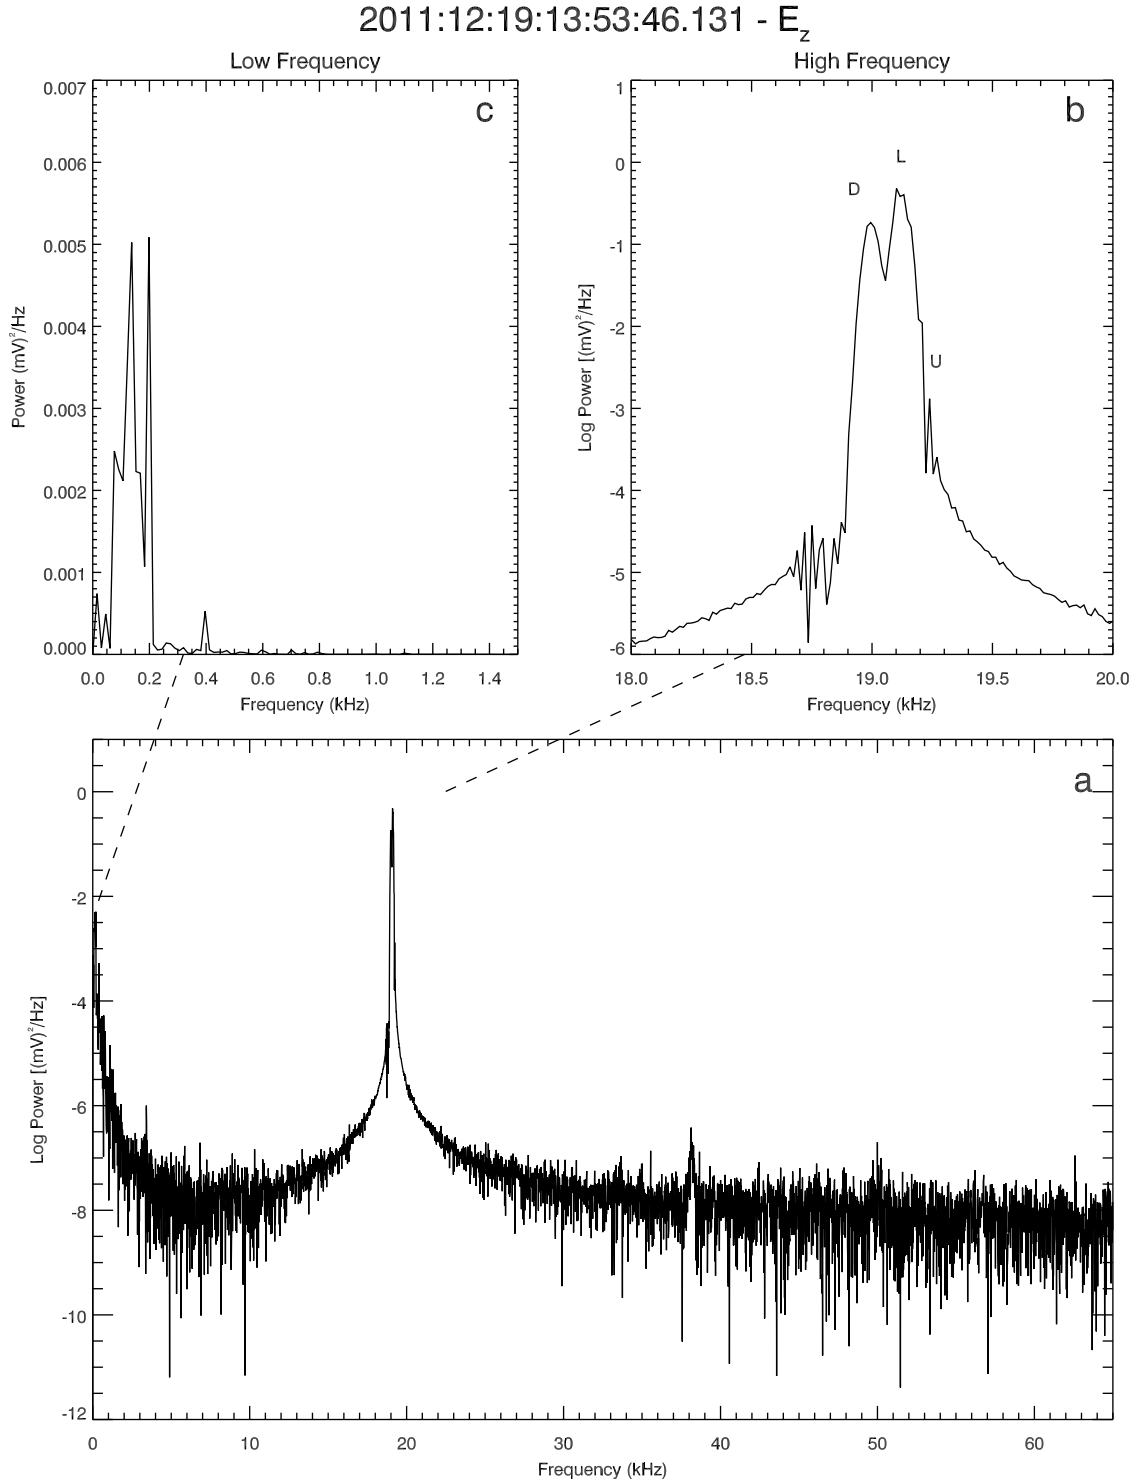 2011:12:19:13:53:46.131 - E_z
Low Frequency
High Frequency
c
0.007
0.006
0.005
0.004
0.003
0.002
0.001
0.000
Power (mV)²/Hz
0.0 0.2 0.4 0.6 0.8 1.0 1.2 1.4
Frequency (kHz)
b
1
0
-1
-2
-3
-4
-5
-6
Log Power [(mV)²/Hz]
D
L
U
18.0 18.5 19.0 19.5 20.0
Frequency (kHz)
a
0
-2
-4
-6
-8
-10
-12
Log Power [(mV)²/Hz]
0 10 20 30 40 50 60
Frequency (kHz)